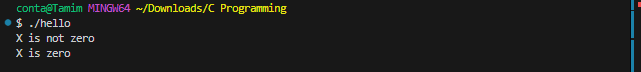 conta@Tamim MINGW64 ~/Downloads/C Programming
$ ./hello
X is not zero
X is zero